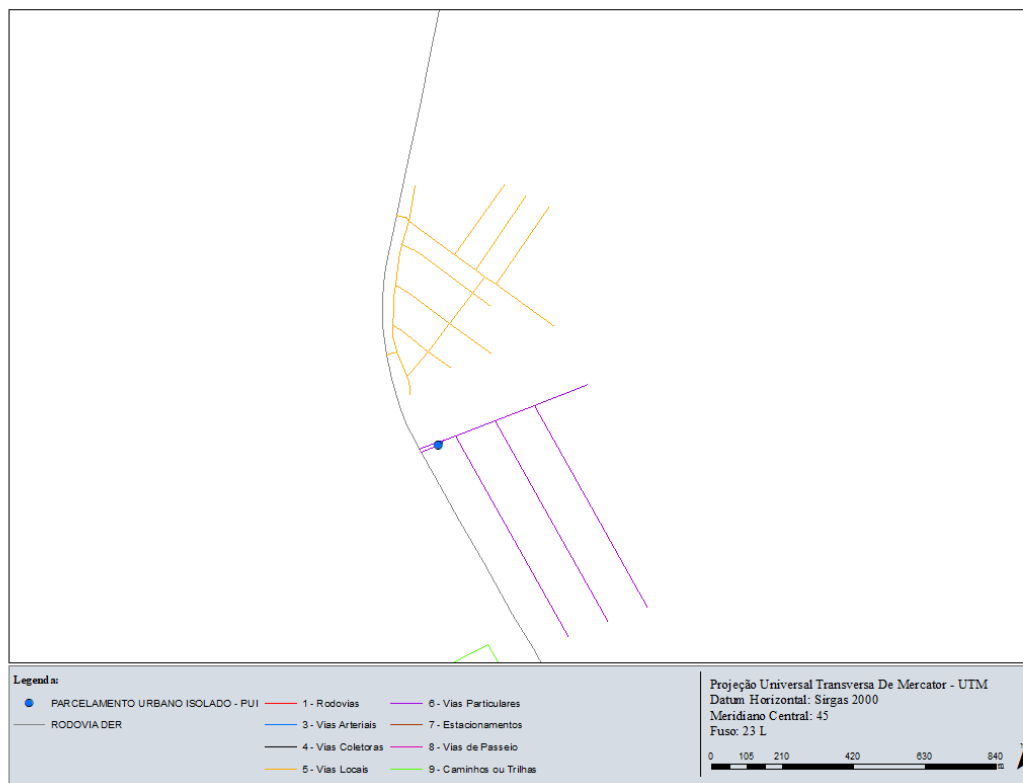 Legenda:
PARCELAMENTO URBANO ISOLADO - PUI
RODOVIA DER
1 - Rodovias
3 - Vias Arteriais
4 - Vias Coletoras
5 - Vias Locais
6 - Vias Particulares
7 - Estacionamentos
8 - Vias de Passeio
9 - Caminhos ou Trilhas
Projeção Universal Transversa De Mercator - UTM
Datum Horizontal: Sirgas 2000
Meridiano Central: 45
Fuso: 23 L
0 105 210 420 630 840